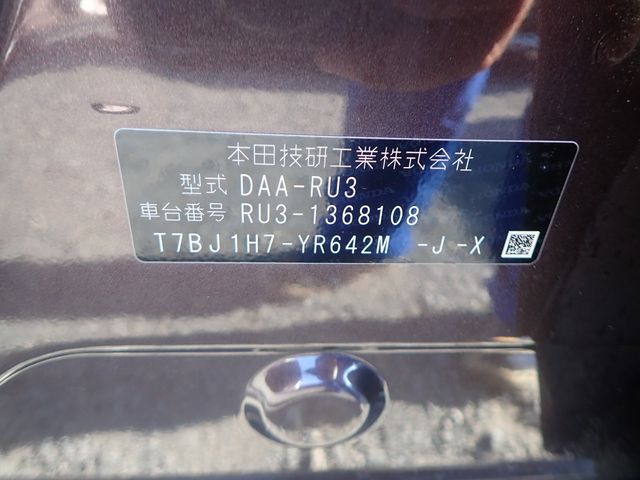 本田技研工業株式会社
型式 DAA-RU3
車台番号 RU3-1368108
T7BJ1H7-YR642M -J-X